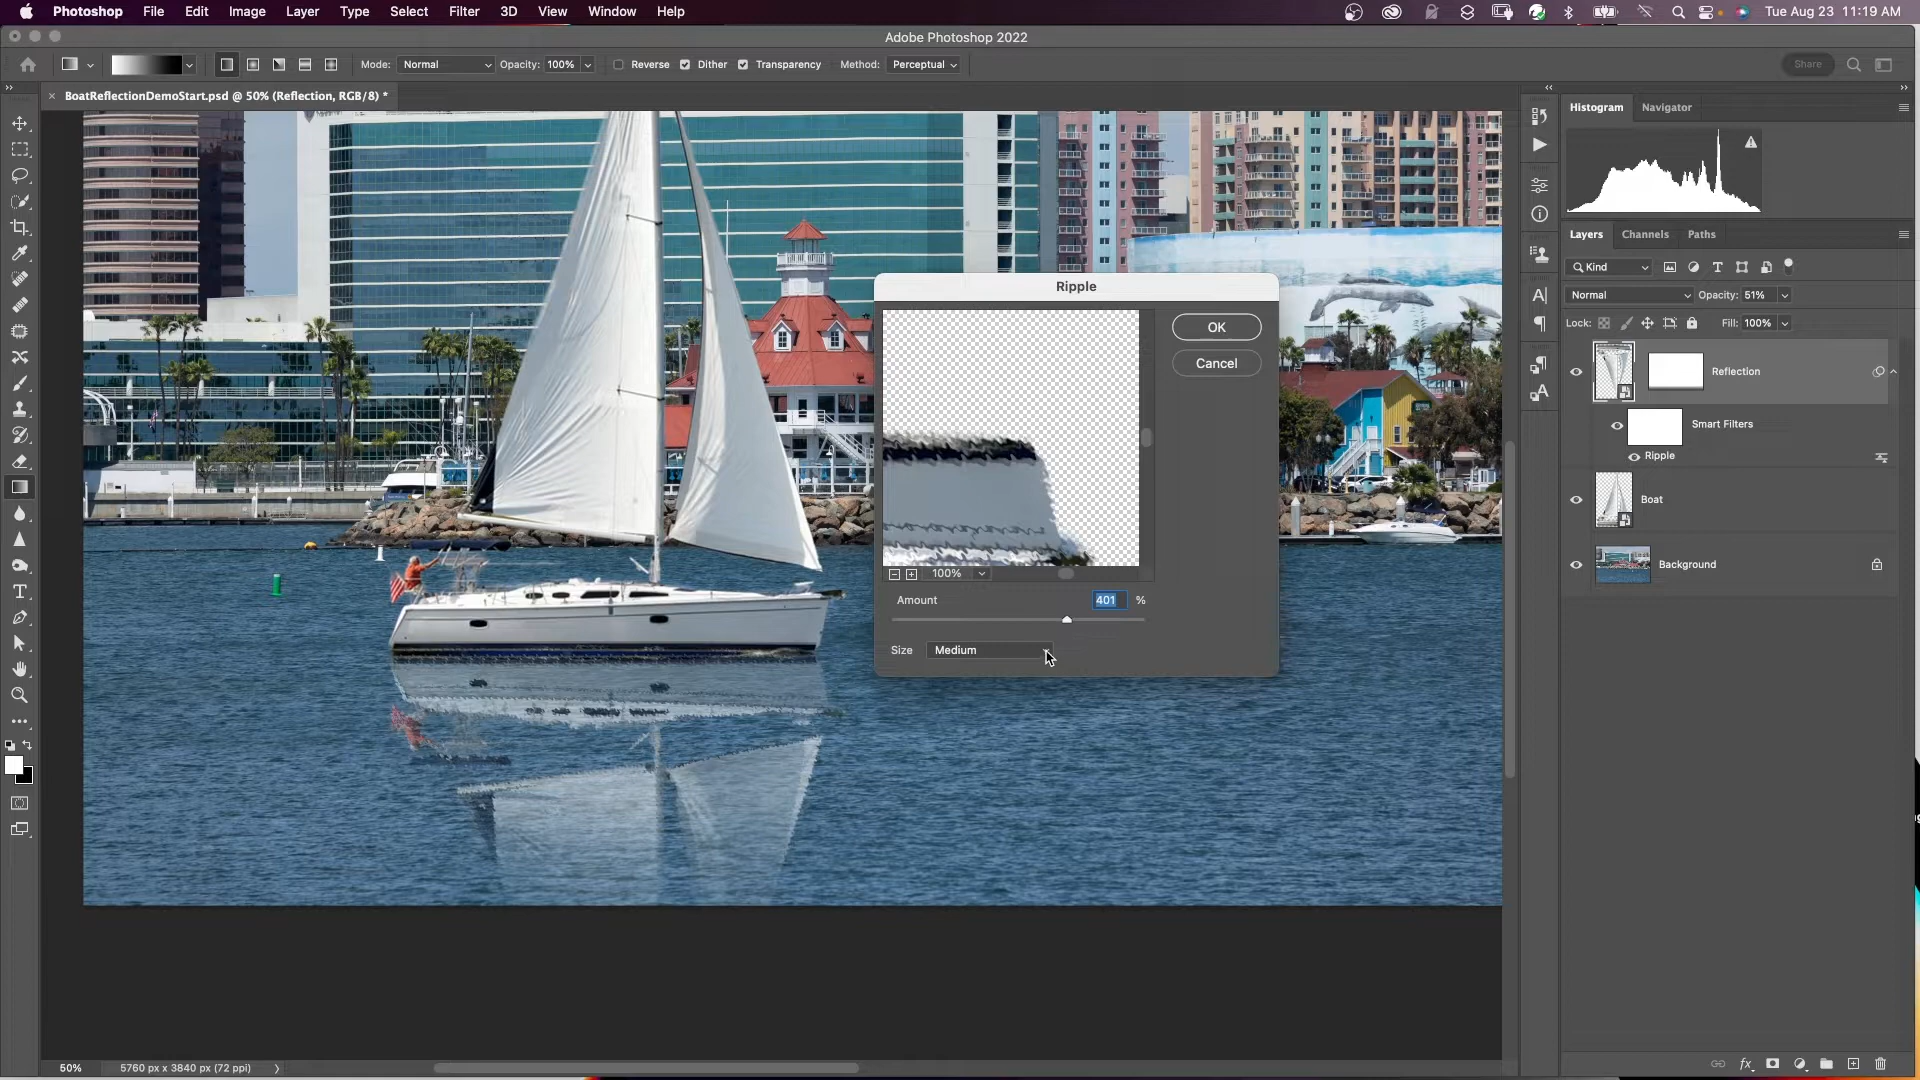 Photoshop File Edit Image Layer Type Select Filter 3D View Window Help Tue Aug 23 11:19 AM
Adobe Photoshop 2022
Mode: Normal Opacity: 100% Reverse Dither Transparency Method: Perceptual Share
BoatReflectionDemoStart.psd @ 50% (Reflection, RGB/8) *
Histogram Navigator
Layers Channels Paths
Kind
Normal Opacity: 51%
Lock: Fill: 100%
Reflection
Smart Filters
Ripple
Boat
Background
Ripple
OK
Cancel
100%
Amount 401 %
Size Medium
50% 5760 px x 3840 px (72 ppi)